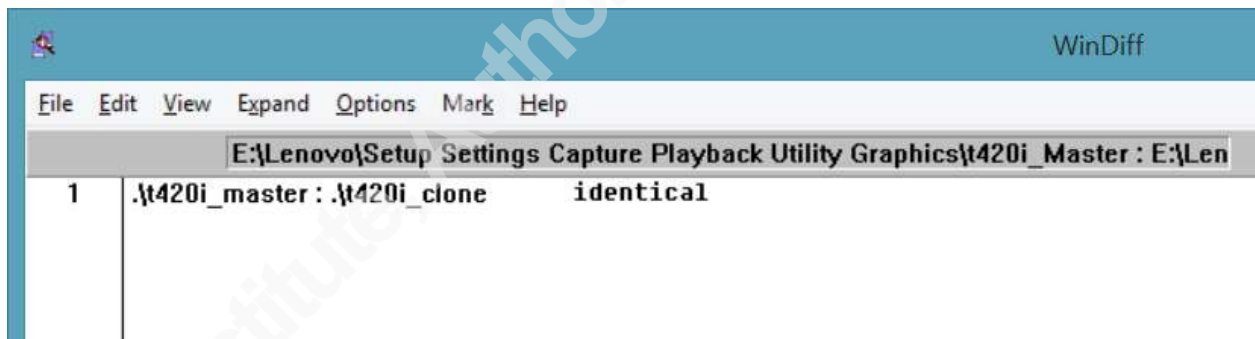 WinDiff
File Edit View Expand Options Mark Help
E:\Lenovo\Setup Settings Capture Playback Utility Graphics\t420i_Master : E:\Len
1 .\t420i_master : .\t420i_clone identical